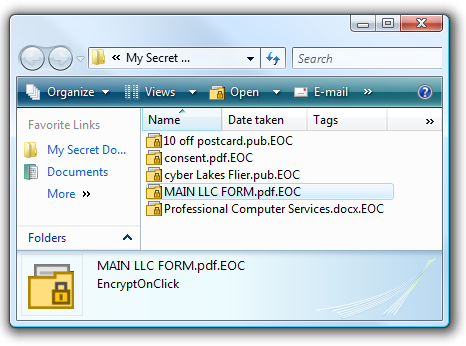 « My Secret ...
Search
Organize Views Open E-mail »
Favorite Links
My Secret Do...
Documents
More »
Folders
Name Date taken Tags »
10 off postcard.pub.EOC
consent.pdf.EOC
cyber Lakes Flier.pub.EOC
MAIN LLC FORM.pdf.EOC
Professional Computer Services.docx.EOC
MAIN LLC FORM.pdf.EOC
EncryptOnClick